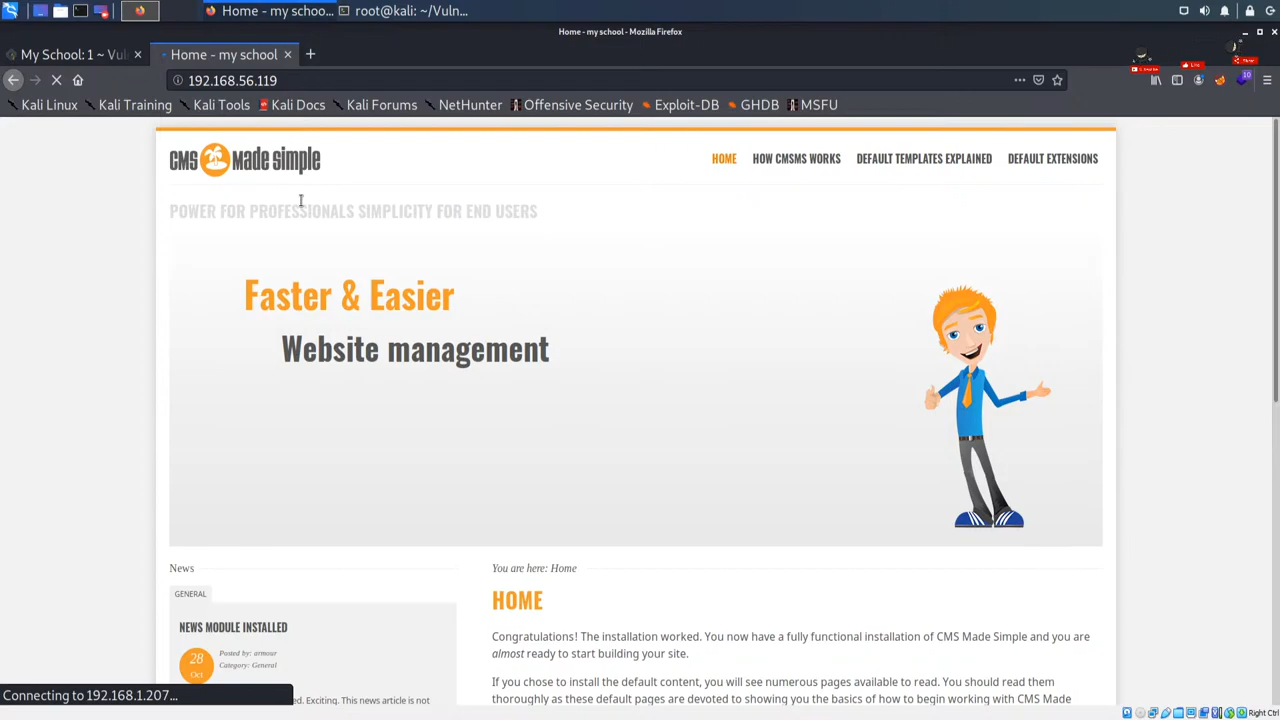 Home - my schoo...
root@kali: ~/Vuln...
Home - my school - Mozilla Firefox
My School: 1 ~ Vul
Home - my school
192.168.56.119
Kali Linux
Kali Training
Kali Tools
Kali Docs
Kali Forums
NetHunter
Offensive Security
Exploit-DB
GHDB
MSFU
10
CMS Made simple
HOME
HOW CMSMS WORKS
DEFAULT TEMPLATES EXPLAINED
DEFAULT EXTENSIONS
POWER FOR PROFESSIONALS SIMPLICITY FOR END USERS
Faster & Easier
Website management
News
GENERAL
NEWS MODULE INSTALLED
28
Oct
Posted by: armour
Category: General
ed. Exciting. This news article is not
You are here: Home
HOME
Congratulations! The installation worked. You now have a fully functional installation of CMS Made Simple and you are
almost ready to start building your site.
If you chose to install the default content, you will see numerous pages available to read. You should read them
thoroughly as these default pages are devoted to showing you the basics of how to begin working with CMS Made
Connecting to 192.168.1.207...
Right Ctrl